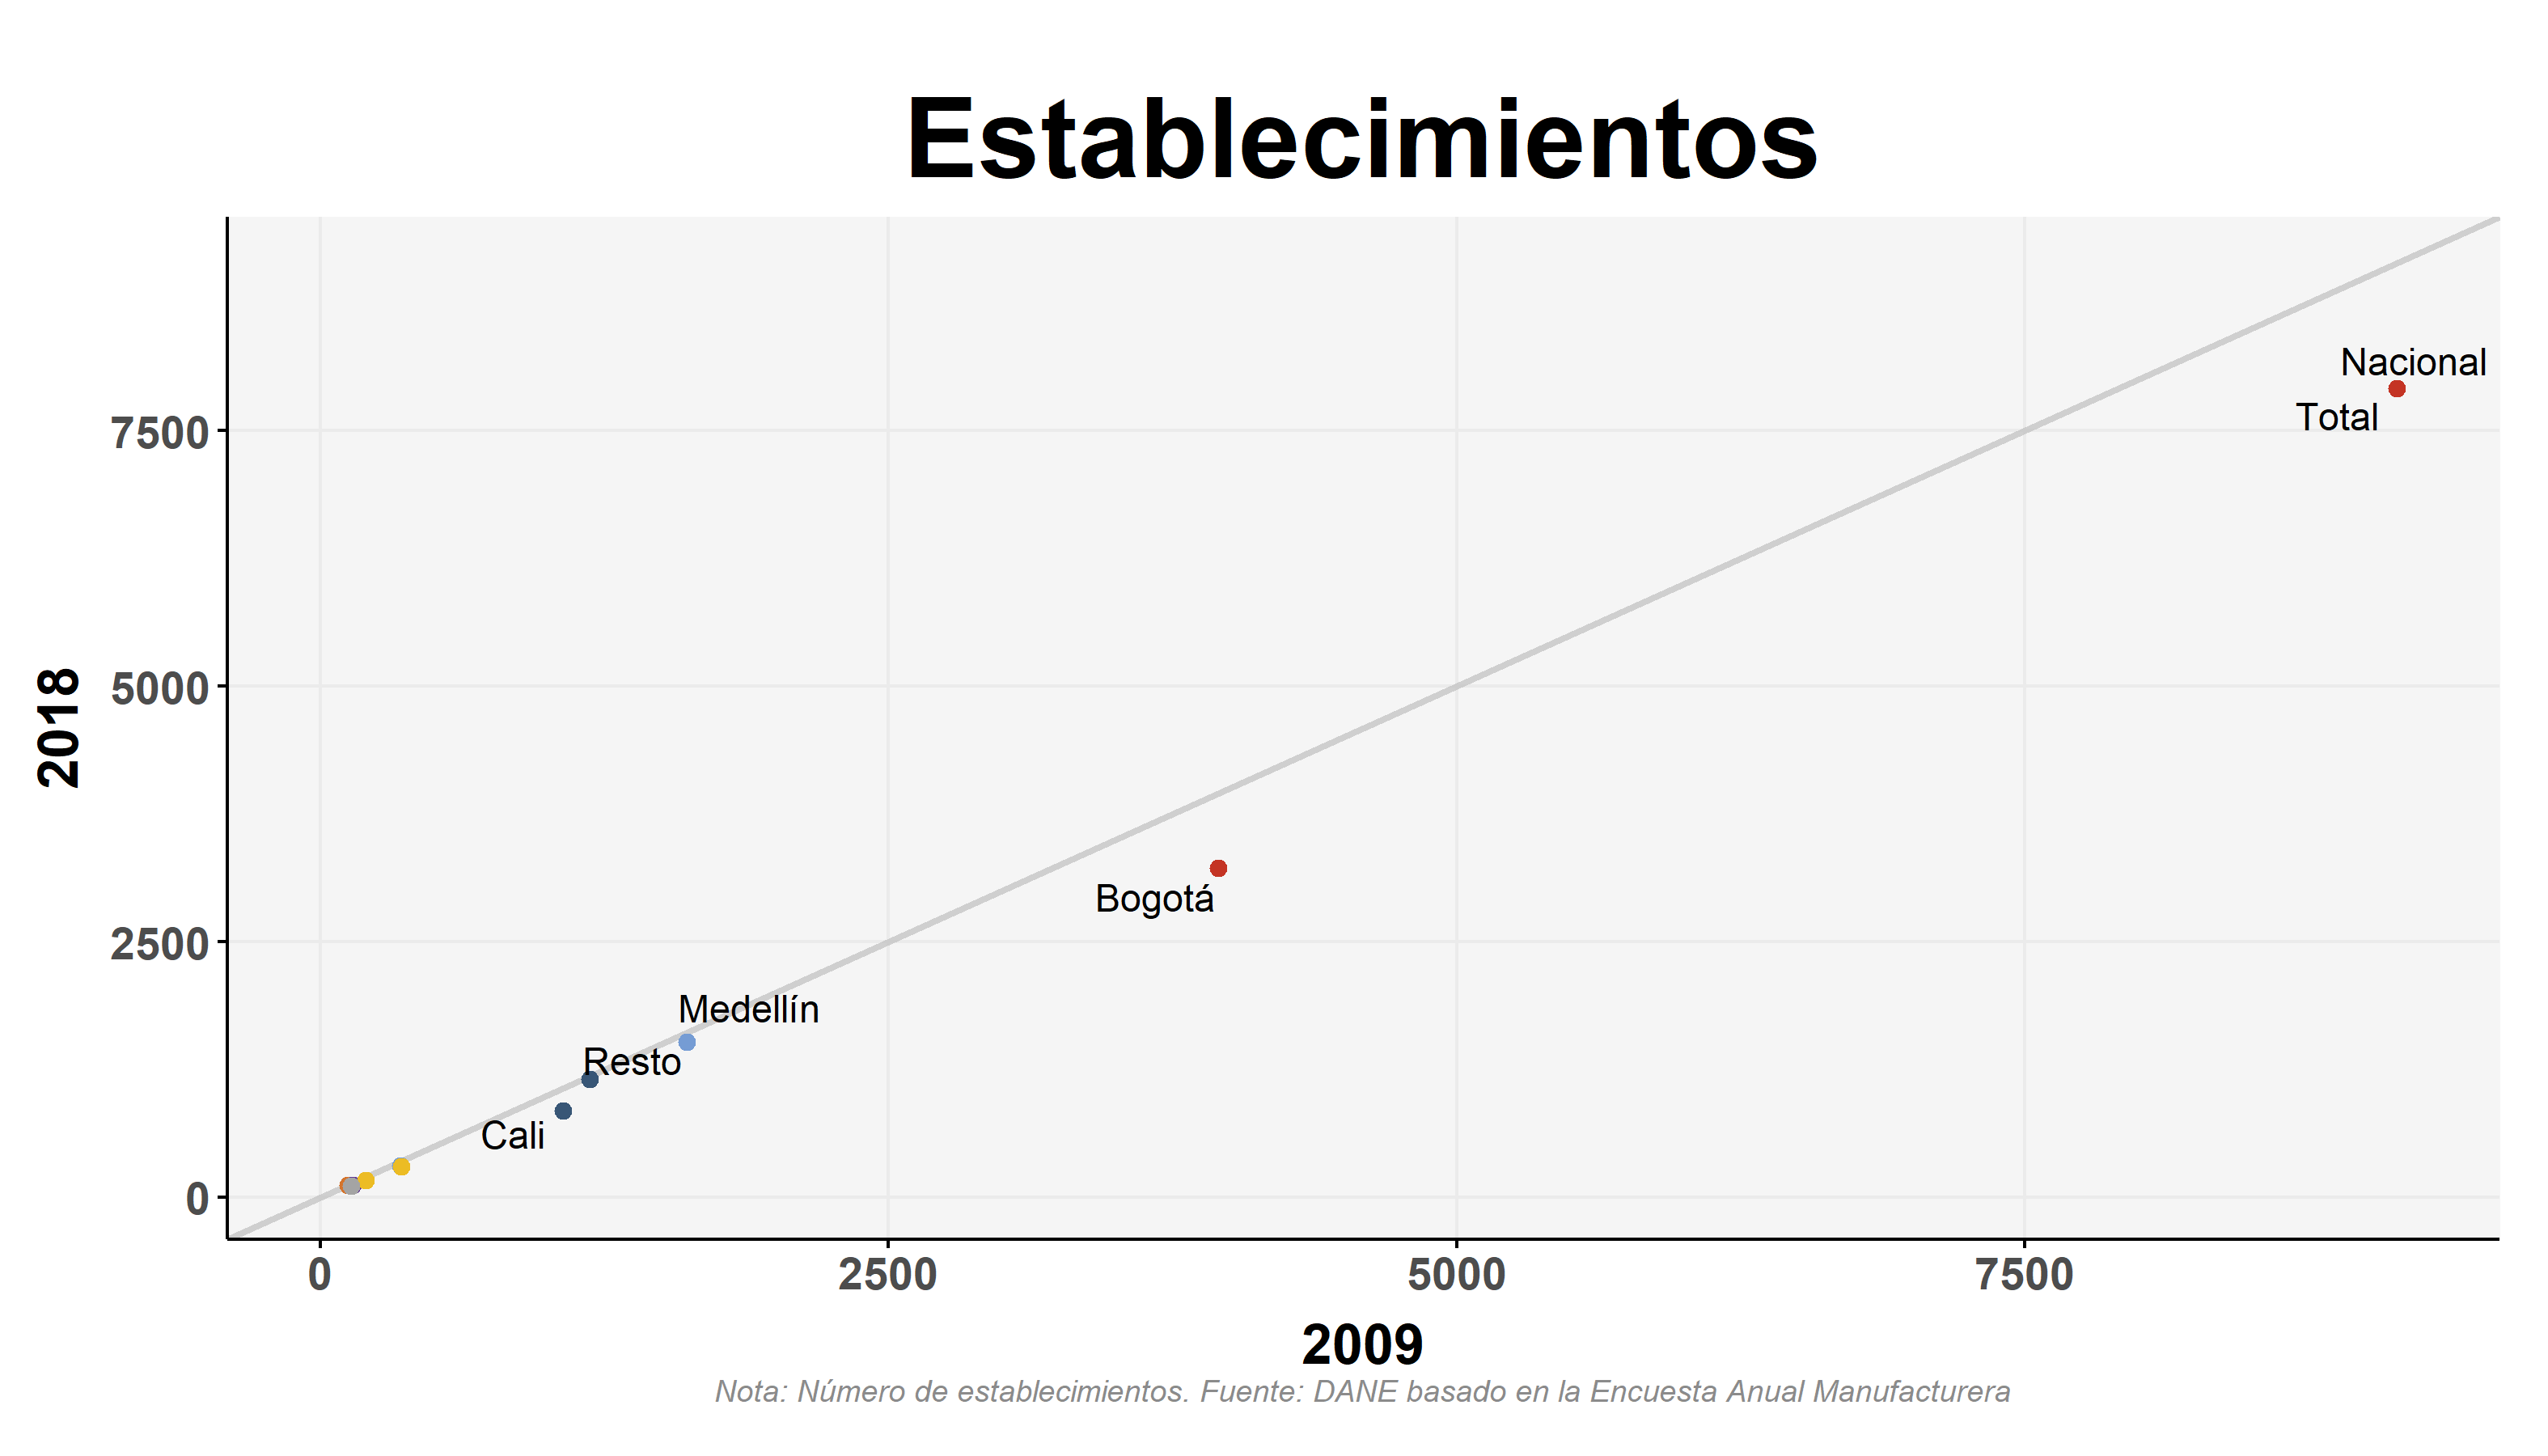 Establecimientos
Nacional
Total
7500
5000
2018
Bogotá
2500
Medellín
Resto
Cali
0
0 2500 5000 7500
2009
Nota: Número de establecimientos. Fuente: DANE basado en la Encuesta Anual Manufacturera